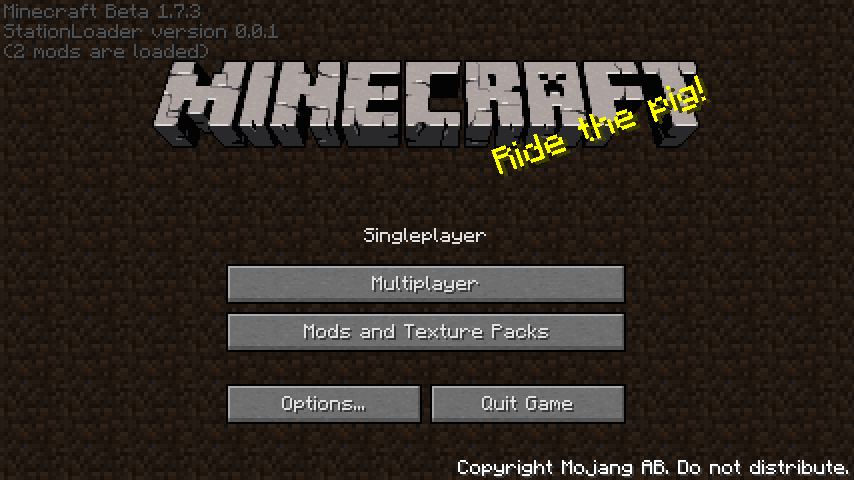 Minecraft Beta 1.7.3
StationLoader version 0.0.1
(2 mods are loaded)
MINECRAFT
Ride the pig!
Singleplayer
Multiplayer
Mods and Texture Packs
Options...
Quit Game
Copyright Mojang AB. Do not distribute.